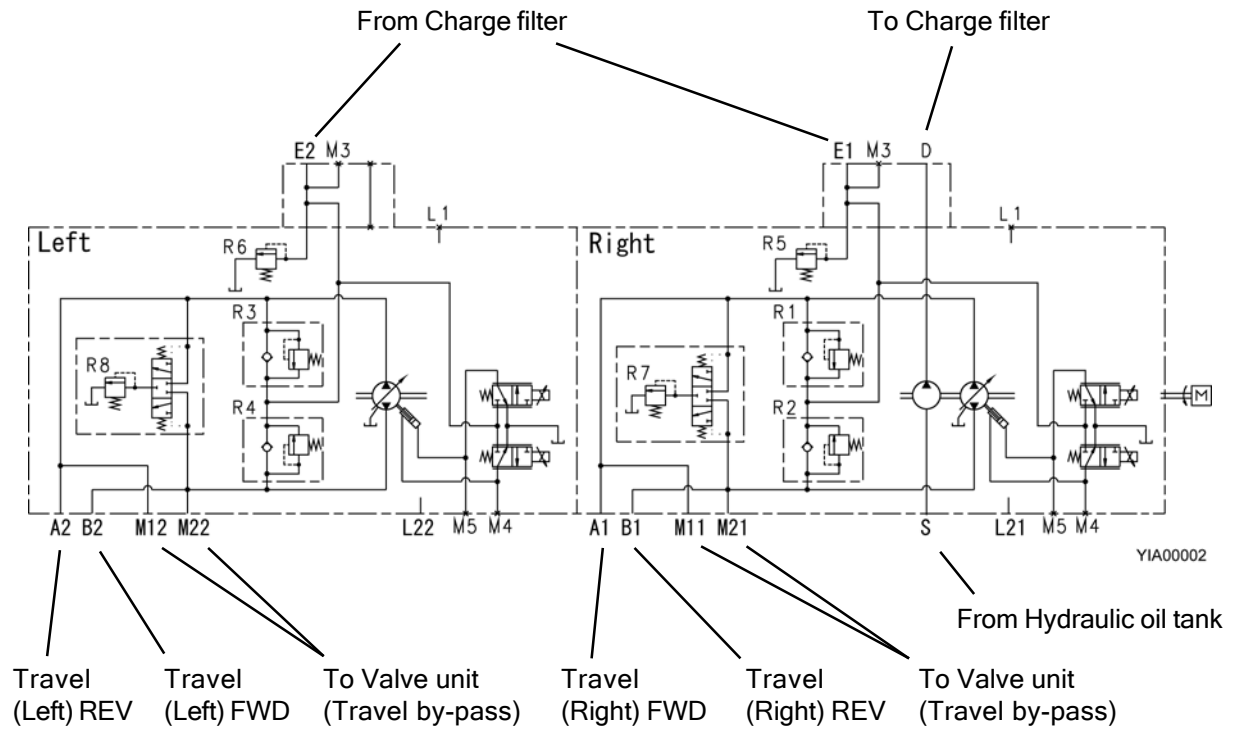 From Charge filter To Charge filter
E2 M3 E1 M3 D
L1 L1
Left Right
R6 R5
R3 R1
R8 R7
R4 R2
M
A2 B2 M12 M22 L22 M5 M4 A1 B1 M11 M21 S L21 M5 M4
YIA00002
From Hydraulic oil tank
Travel Travel To Valve unit Travel Travel To Valve unit
(Left) REV (Left) FWD (Travel by-pass) (Right) FWD (Right) REV (Travel by-pass)